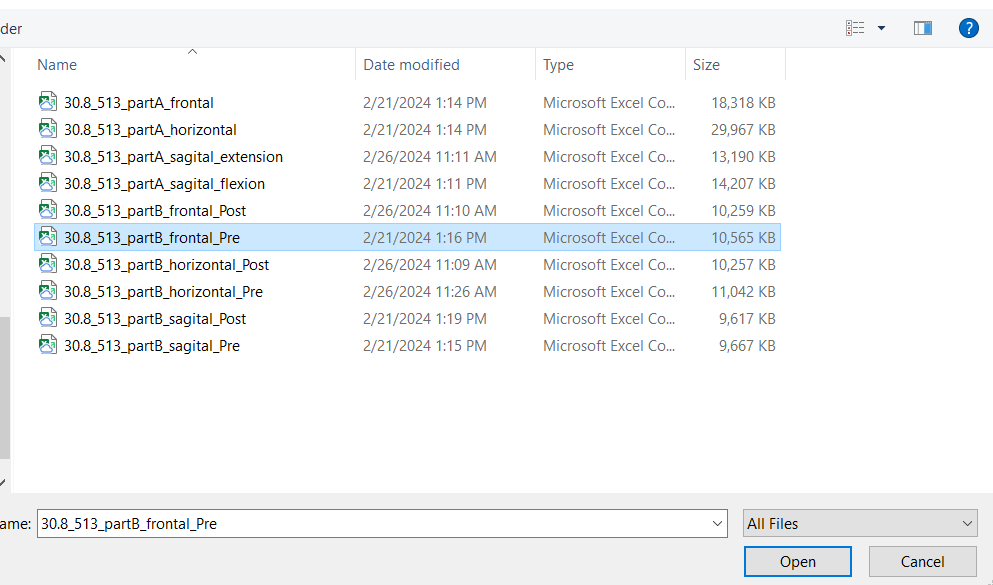 der
?
Name Date modified Type Size
30.8_513_partA_frontal 2/21/2024 1:14 PM Microsoft Excel Co... 18,318 KB
30.8_513_partA_horizontal 2/21/2024 1:14 PM Microsoft Excel Co... 29,967 KB
30.8_513_partA_sagital_extension 2/26/2024 11:11 AM Microsoft Excel Co... 13,190 KB
30.8_513_partA_sagital_flexion 2/21/2024 1:11 PM Microsoft Excel Co... 14,207 KB
30.8_513_partB_frontal_Post 2/26/2024 11:10 AM Microsoft Excel Co... 10,259 KB
30.8_513_partB_frontal_Pre 2/21/2024 1:16 PM Microsoft Excel Co... 10,565 KB
30.8_513_partB_horizontal_Post 2/26/2024 11:09 AM Microsoft Excel Co... 10,257 KB
30.8_513_partB_horizontal_Pre 2/26/2024 11:26 AM Microsoft Excel Co... 11,042 KB
30.8_513_partB_sagital_Post 2/21/2024 1:19 PM Microsoft Excel Co... 9,617 KB
30.8_513_partB_sagital_Pre 2/21/2024 1:15 PM Microsoft Excel Co... 9,667 KB
ame: 30.8_513_partB_frontal_Pre All Files
Open Cancel